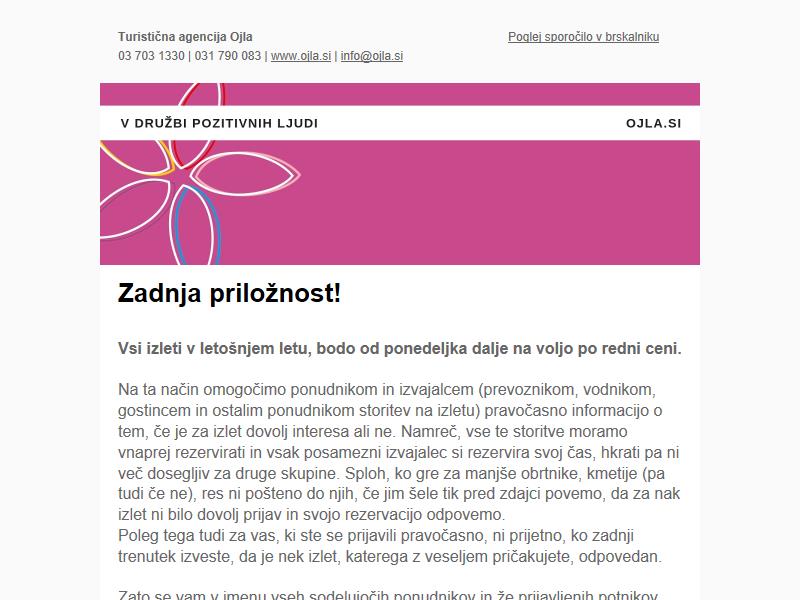 Turistična agencija Ojla
Poglej sporočilo v brskalniku
03 703 1330 | 031 790 083 | www.ojla.si | info@ojla.si
V DRUŽBI POZITIVNIH LJUDI
OJLA.SI
Zadnja priložnost!
Vsi izleti v letošnjem letu, bodo od ponedeljka dalje na voljo po redni ceni.
Na ta način omogočimo ponudnikom in izvajalcem (prevoznikom, vodnikom,
gostincem in ostalim ponudnikom storitev na izletu) pravočasno informacijo o
tem, če je za izlet dovolj interesa ali ne. Namreč, vse te storitve moramo
vnaprej rezervirati in vsak posamezni izvajalec si rezervira svoj čas, hkrati pa ni
več dosegljiv za druge skupine. Sploh, ko gre za manjše obrtnike, kmetije (pa
tudi če ne), res ni pošteno do njih, če jim šele tik pred zdajci povemo, da za nak
izlet ni bilo dovolj prijav in svojo rezervacijo odpovemo.
Poleg tega tudi za vas, ki ste se prijavili pravočasno, ni prijetno, ko zadnji
trenutek izveste, da je nek izlet, katerega z veseljem pričakujete, odpovedan.
Zato se vam v imenu vseh sodelujočih ponudnikov in že prijavljenih potnikov